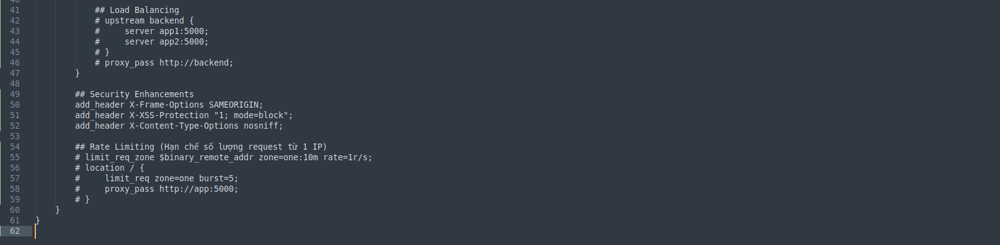 41 ## Load Balancing
42 # upstream backend {
43 #     server app1:5000;
44 #     server app2:5000;
45 # }
46 # proxy_pass http://backend;
47 }
48
49 ## Security Enhancements
50 add_header X-Frame-Options SAMEORIGIN;
51 add_header X-XSS-Protection "1; mode=block";
52 add_header X-Content-Type-Options nosniff;
53
54 ## Rate Limiting (Hạn chế số lượng request từ 1 IP)
55 # limit_req_zone $binary_remote_addr zone=one:10m rate=1r/s;
56 # location / {
57 #     limit_req zone=one burst=5;
58 #     proxy_pass http://app:5000;
59 # }
60 }
61 }
62